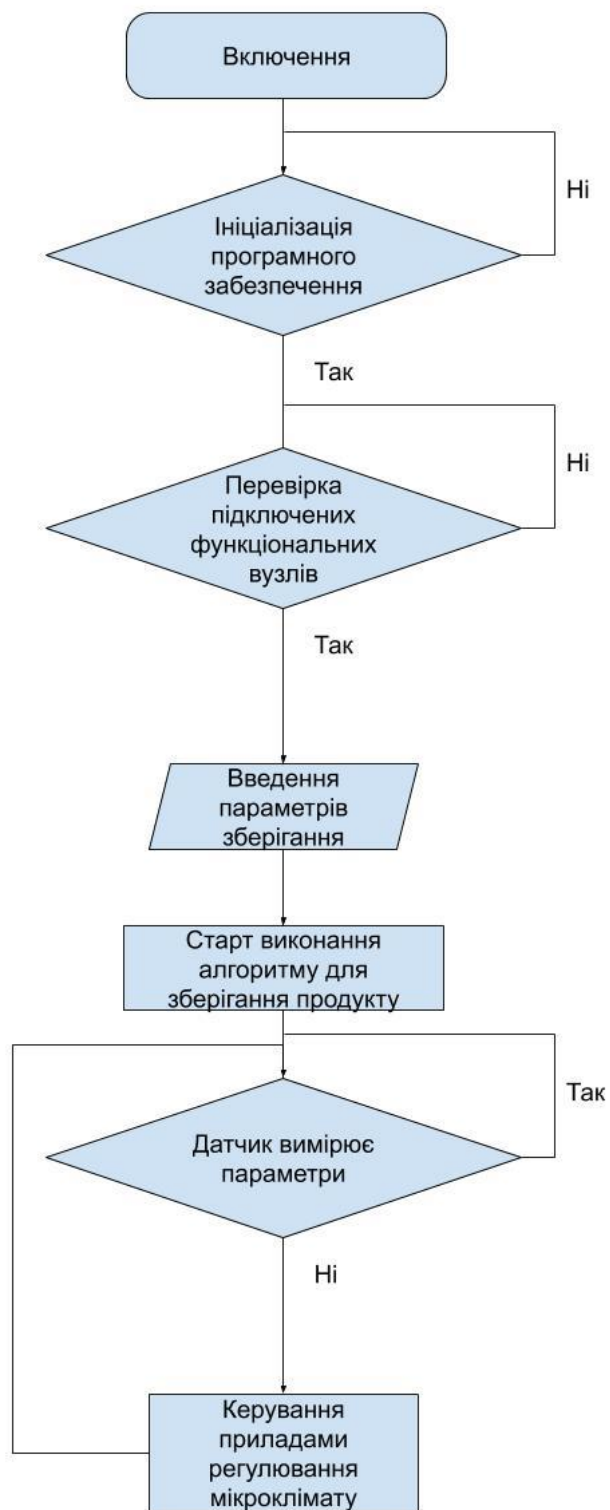 Включення
Ні
Ініціалізація
програмного
забезпечення
Так
Ні
Перевірка
підключених
функціональних
вузлів
Так
Введення
параметрів
зберігання
Старт виконання
алгоритму для
зберігання продукту
Так
Датчик вимірює
параметри
Ні
Керування
приладами
регулювання
мікроклімату